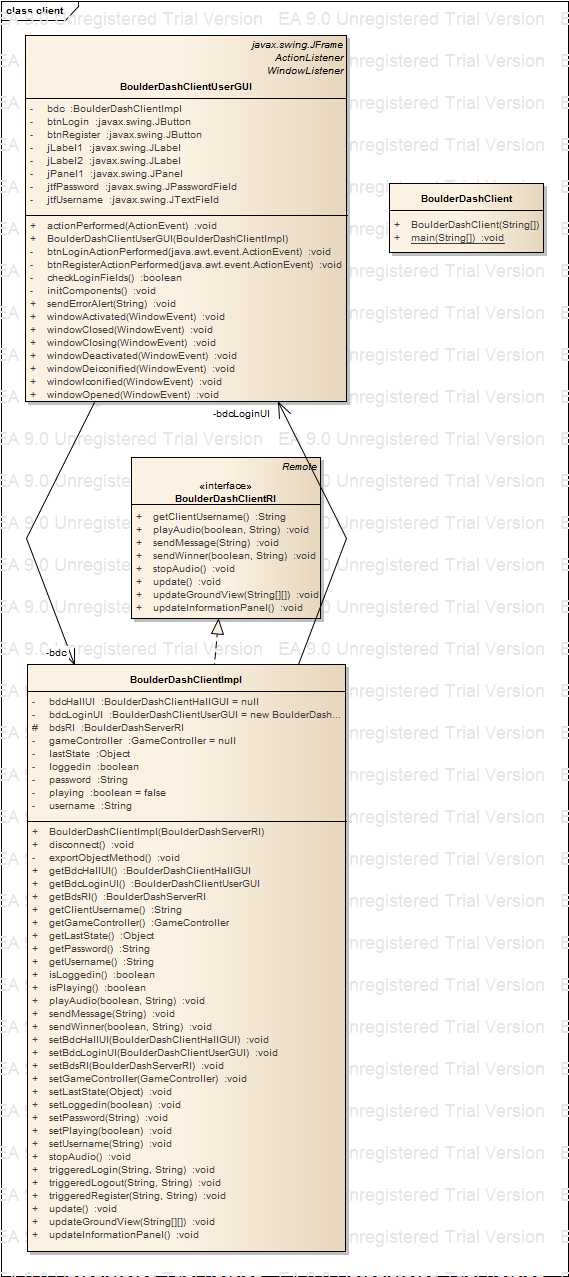 class client
EA 9.0 Unregistered Trial Version
javax.swing.JFrame
ActionListener
WindowListener
BoulderDashClientUserGUI
- bdc :BoulderDashClientImpl
- btnLogin :javax.swing.JButton
- btnRegister :javax.swing.JButton
- jLabel1 :javax.swing.JLabel
- jLabel2 :javax.swing.JLabel
- jPanel1 :javax.swing.JPanel
- jtfPassword :javax.swing.JPasswordField
- jtfUsername :javax.swing.JTextField
+ actionPerformed(ActionEvent) :void
+ BoulderDashClientUserGUI(BoulderDashClientImpl)
- btnLoginActionPerformed(java.awt.event.ActionEvent) :void
- btnRegisterActionPerformed(java.awt.event.ActionEvent) :void
- checkLoginFields() :boolean
- initComponents() :void
+ sendErrorAlert(String) :void
+ windowActivated(WindowEvent) :void
+ windowClosed(WindowEvent) :void
+ windowClosing(WindowEvent) :void
+ windowDeactivated(WindowEvent) :void
+ windowDeiconified(WindowEvent) :void
+ windowIconified(WindowEvent) :void
+ windowOpened(WindowEvent) :void
BoulderDashClient
+ BoulderDashClient(String[])
+ main(String[]) :void
-bdcLoginUI
Remote
«interface»
BoulderDashClientRI
+ getClientUsername() :String
+ playAudio(boolean, String) :void
+ sendMessage(String) :void
+ sendWinner(boolean, String) :void
+ stopAudio() :void
+ update() :void
+ updateGroundView(String[][]) :void
+ updateInformationPanel() :void
-bdc
BoulderDashClientImpl
- bdcHallUI :BoulderDashClientHallGUI = null
- bdcLoginUI :BoulderDashClientUserGUI = new BoulderDash...
# bdsRI :BoulderDashServerRI
- gameController :GameController = null
- lastState :Object
- loggedin :boolean
- password :String
- playing :boolean = false
- username :String
+ BoulderDashClientImpl(BoulderDashServerRI)
+ disconnect() :void
- exportObjectMethod() :void
+ getBdcHallUI() :BoulderDashClientHallGUI
+ getBdcLoginUI() :BoulderDashClientUserGUI
+ getBdsRI() :BoulderDashServerRI
+ getClientUsername() :String
+ getGameController() :GameController
+ getLastState() :Object
+ getPassword() :String
+ getUsername() :String
+ isLoggedin() :boolean
+ isPlaying() :boolean
+ playAudio(boolean, String) :void
+ sendMessage(String) :void
+ sendWinner(boolean, String) :void
+ setBdcHallUI(BoulderDashClientHallGUI) :void
+ setBdcLoginUI(BoulderDashClientUserGUI) :void
+ setBdsRI(BoulderDashServerRI) :void
+ setGameController(GameController) :void
+ setLastState(Object) :void
+ setLoggedin(boolean) :void
+ setPassword(String) :void
+ setPlaying(boolean) :void
+ setUsername(String) :void
+ stopAudio() :void
+ triggeredLogin(String, String) :void
+ triggeredLogout(String, String) :void
+ triggeredRegister(String, String) :void
+ update() :void
+ updateGroundView(String[][]) :void
+ updateInformationPanel() :void